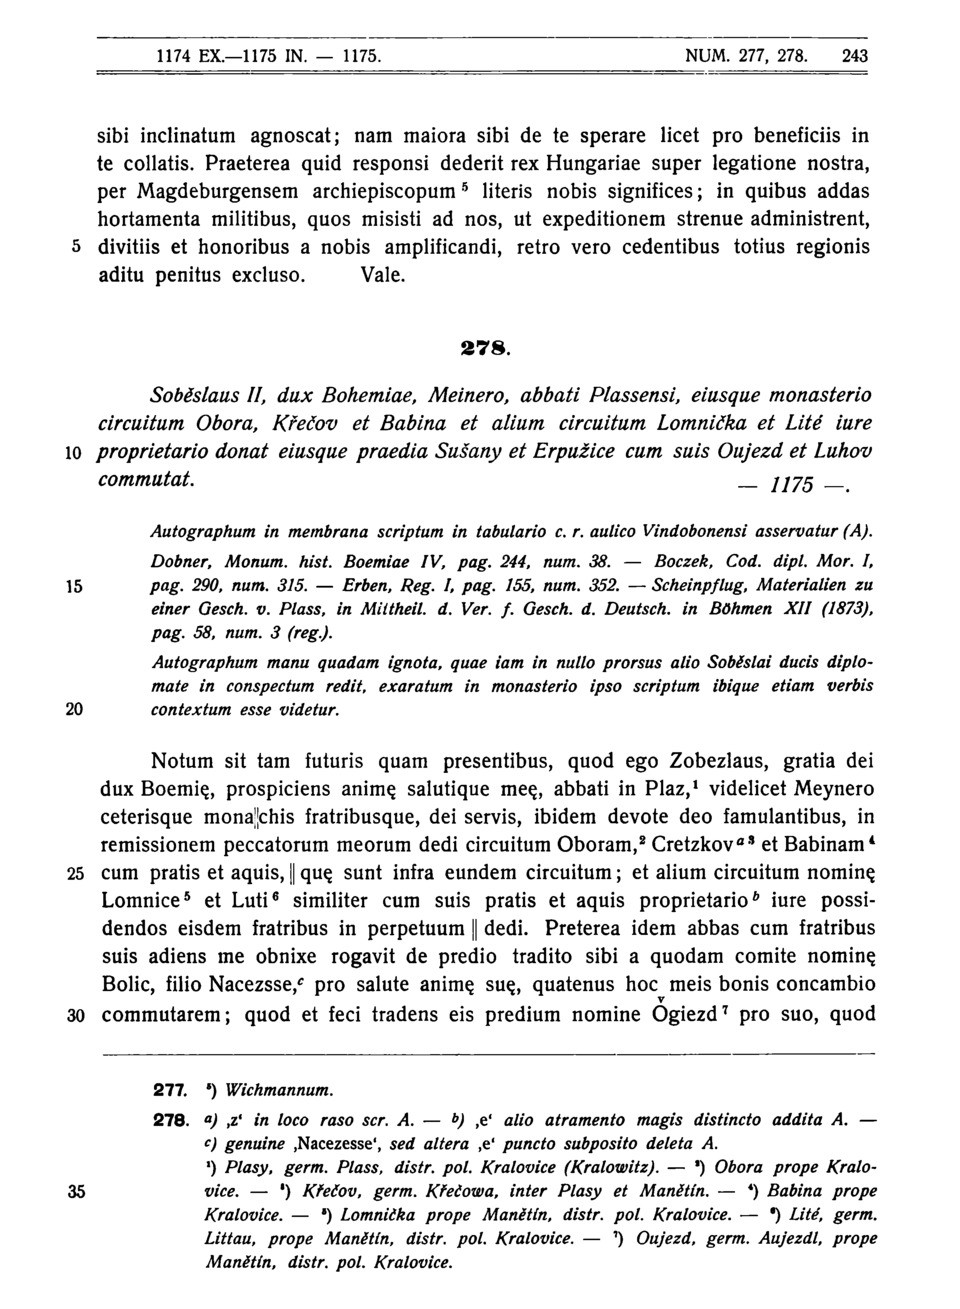 1174 EX.—1175 IN. — 1175. NUM. 277, 278. 243
sibi inclinatum agnoscat; nam maiora sibi de te sperare licet pro beneficiis in
te collatis. Praeterea quid responsi dederit rex Hungariae super legatione nostra,
per Magdeburgensem archiepiscopum⁵ literis nobis significes; in quibus addas
hortamenta militibus, quos misisti ad nos, ut expeditionem strenue administrent,
5 divitiis et honoribus a nobis amplificandi, retro vero cedentibus totius regionis
aditu penitus excluso. Vale.
278.
Soběslaus II, dux Bohemiae, Meinero, abbati Plassensi, eiusque monasterio
circuitum Obora, Křečov et Babina et alium circuitum Lomnička et Lité iure
10 proprietario donat eiusque praedia Sušany et Erpužice cum suis Oujezd et Luhov
commutat. — 1175 —.
Autographum in membrana scriptum in tabulario c. r. aulico Vindobonensi asservatur (A).
Dobner, Monum. hist. Boemiae IV, pag. 244, num. 38. — Boczek, Cod. dipl. Mor. I,
15 pag. 290, num. 315. — Erben, Reg. I, pag. 155, num. 352. — Scheinpflug, Materialien zu
einer Gesch. v. Plass, in Mittheil. d. Ver. f. Gesch. d. Deutsch. in Böhmen XII (1873),
pag. 58, num. 3 (reg.).
Autographum manu quadam ignota, quae iam in nullo prorsus alio Soběslai ducis diplo-
mate in conspectum redit, exaratum in monasterio ipso scriptum ibique etiam verbis
20 contextum esse videtur.
Notum sit tam futuris quam presentibus, quod ego Zobezlaus, gratia dei
dux Boemię, prospiciens animę salutique meę, abbati in Plaz,¹ videlicet Meynero
ceterisque mona||chis fratribusque, dei servis, ibidem devote deo famulantibus, in
remissionem peccatorum meorum dedi circuitum Oboram,² Cretzkovᵃ³ et Babinam⁴
25 cum pratis et aquis, || quę sunt infra eundem circuitum; et alium circuitum nominę
Lomnice⁵ et Luti⁶ similiter cum suis pratis et aquis proprietarioᵇ iure possi-
dendos eisdem fratribus in perpetuum || dedi. Preterea idem abbas cum fratribus
suis adiens me obnixe rogavit de predio tradito sibi a quodam comite nominę
Bolic, filio Nacezsse,ᶜ pro salute animę suę, quatenus hoc meis bonis concambio
30 commutarem; quod et feci tradens eis predium nomine Oͮgiezd⁷ pro suo, quod
277. ⁵) Wichmannum.
278. a) ‚z‘ in loco raso scr. A. — b) ‚e‘ alio atramento magis distincto addita A. —
c) genuine ‚Nacezesse‘, sed altera ‚e‘ puncto subposito deleta A.
¹) Plasy, germ. Plass, distr. pol. Kralovice (Kralowitz). — ²) Obora prope Kralo-
35 vice. — ³) Křečov, germ. Křečowa, inter Plasy et Manětín. — ⁴) Babina prope
Kralovice. — ⁵) Lomnička prope Manětín, distr. pol. Kralovice. — ⁶) Lité, germ.
Littau, prope Manětín, distr. pol. Kralovice. — ⁷) Oujezd, germ. Aujezdl, prope
Manětín, distr. pol. Kralovice.